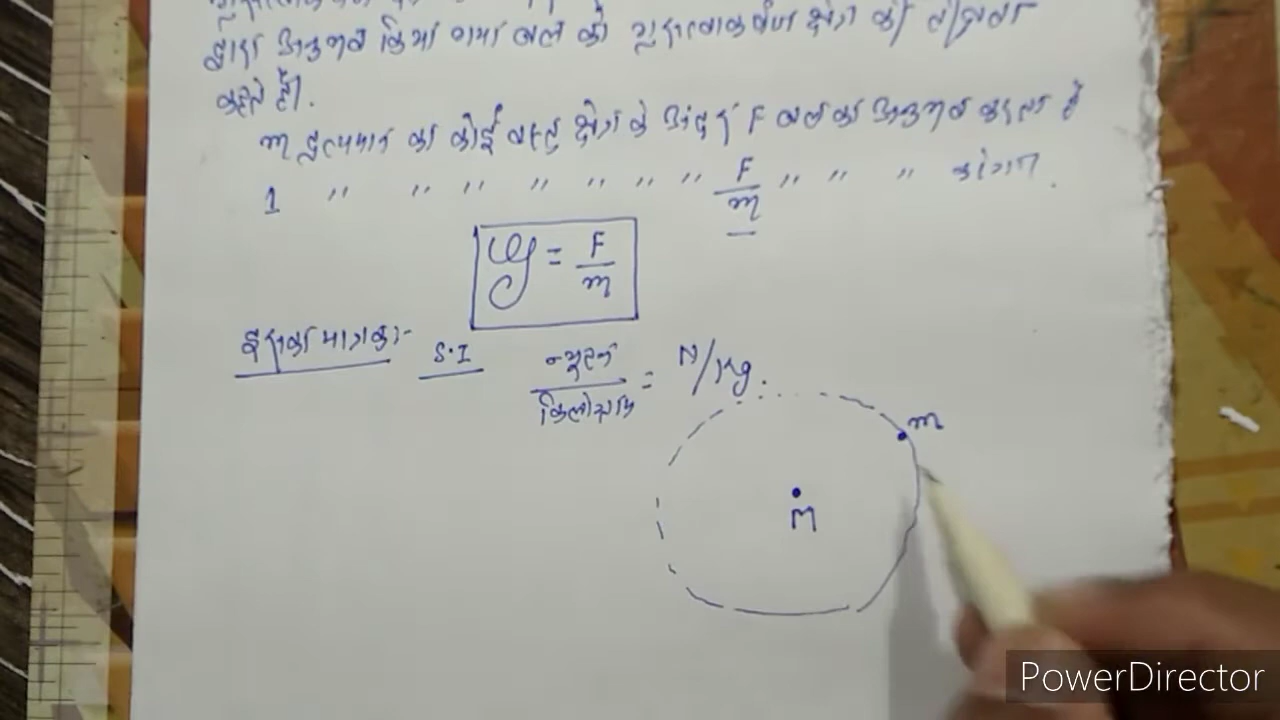 द्वारा अनुभव किया गया बल को गुरुत्वाकर्षण क्षेत्र की तीव्रता
कहते हैं.
m द्रव्यमान का कोई वस्तु क्षेत्र के अंदर F बल का अनुभव करता है
1 " " " " " " " F/m " " "
g = F/m
इसका मात्रक:- S.I न्यूटन/किलोग्राम = N/Kg.
m
M
PowerDirector